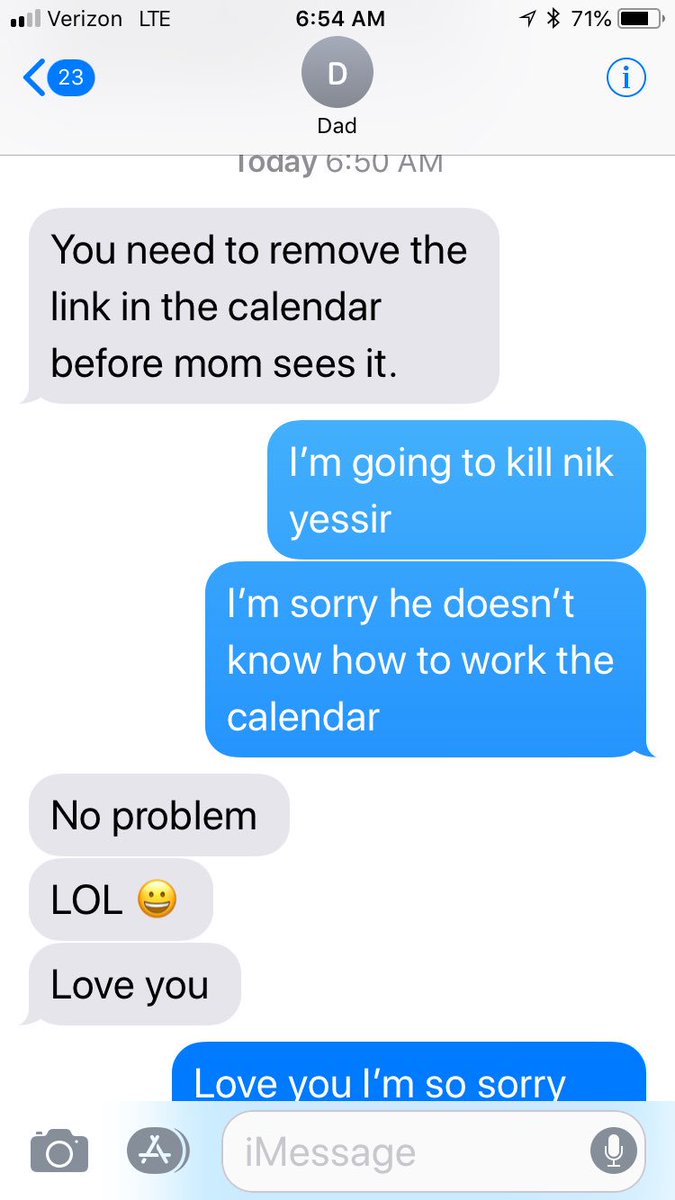 Verizon LTE 6:54 AM 71%
23
D
Dad
Today 6:50 AM
You need to remove the
link in the calendar
before mom sees it.
I'm going to kill nik
yessir
I'm sorry he doesn't
know how to work the
calendar
No problem
LOL 😀
Love you
Love you I'm so sorry
iMessage